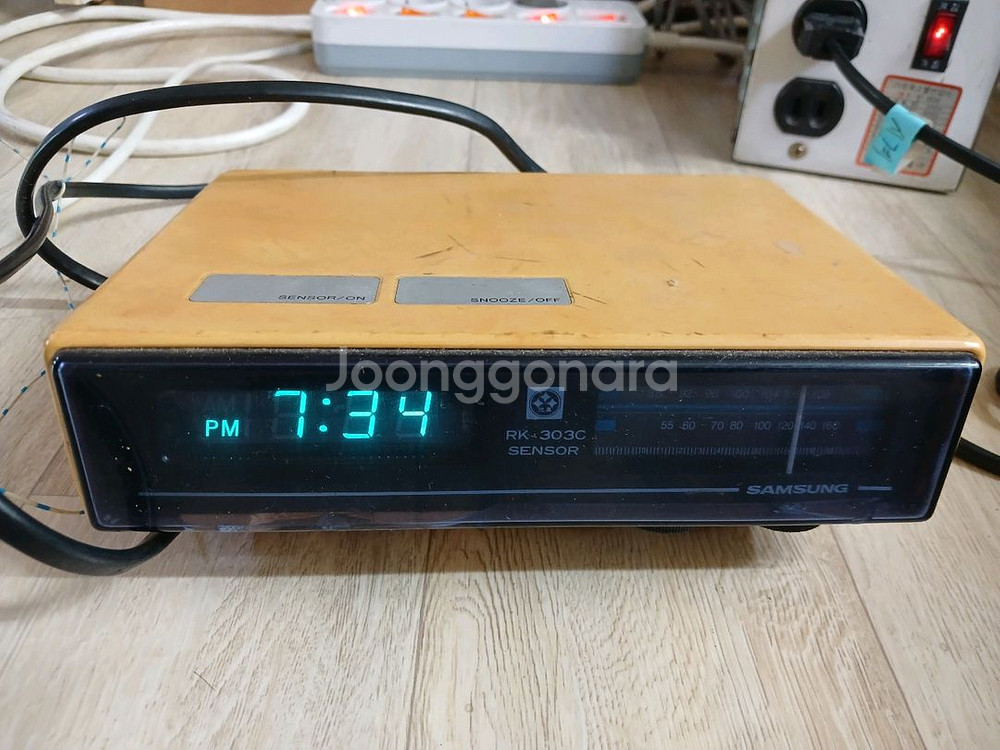 SENSOR/ON
SNOOZE/OFF
Joonggonara
PM 7:34
RK-303C
SENSOR
55 60 70 80 100 120 140 160
SAMSUNG